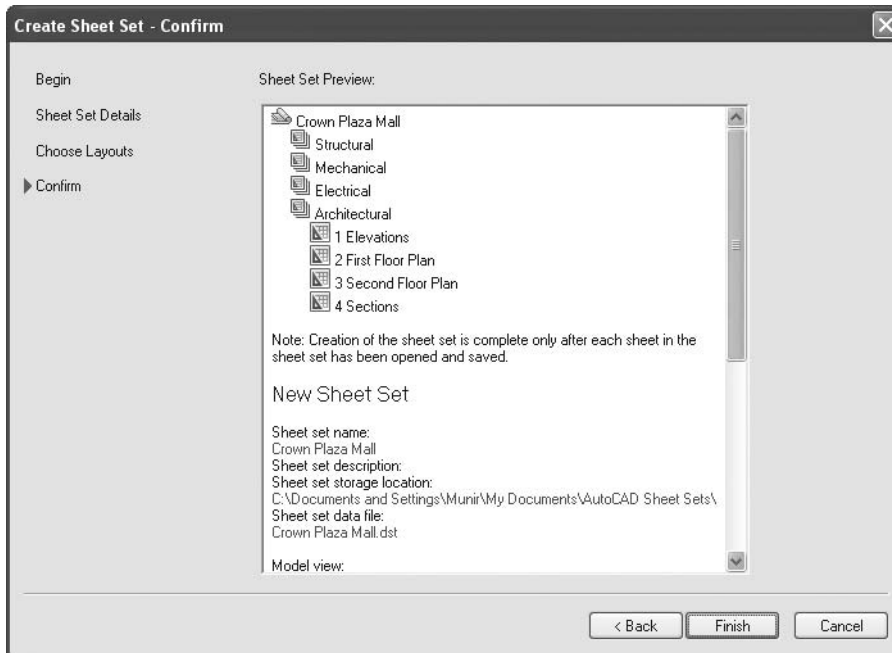 Create Sheet Set - Confirm
Begin
Sheet Set Details
Choose Layouts
Confirm
Sheet Set Preview:
Crown Plaza Mall
Structural
Mechanical
Electrical
Architectural
1 Elevations
2 First Floor Plan
3 Second Floor Plan
4 Sections
Note: Creation of the sheet set is complete only after each sheet in the
sheet set has been opened and saved.
New Sheet Set
Sheet set name:
Crown Plaza Mall
Sheet set description:
Sheet set storage location:
C:\Documents and Settings\Munir\My Documents\AutoCAD Sheet Sets\
Sheet set data file:
Crown Plaza Mall.dst
Model view:
< Back
Finish
Cancel